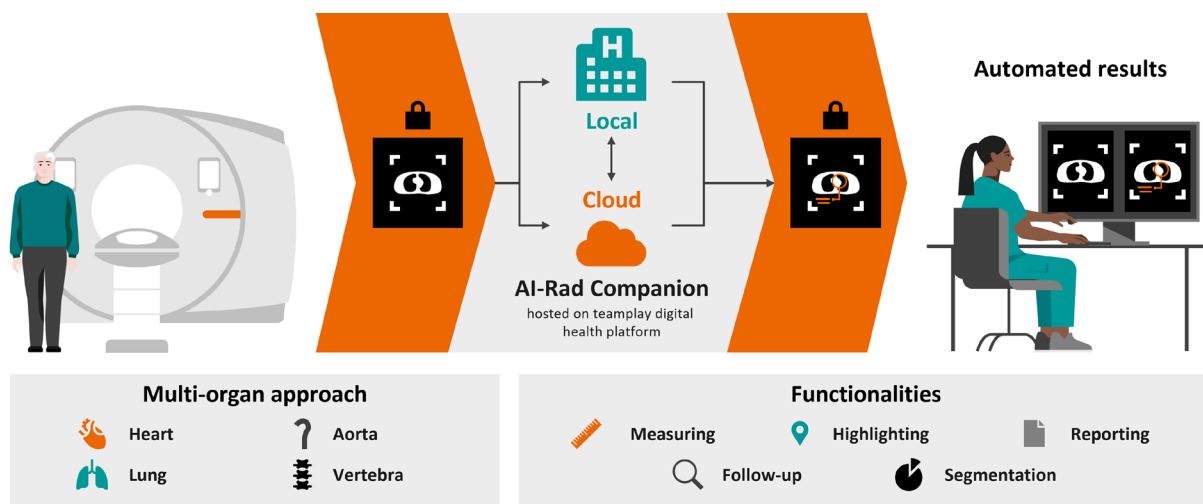 Automated results
H
Local
Cloud
AI-Rad Companion
hosted on teamplay digital
health platform
Multi-organ approach
Heart
Aorta
Lung
Vertebra
Functionalities
Measuring
Highlighting
Reporting
Follow-up
Segmentation